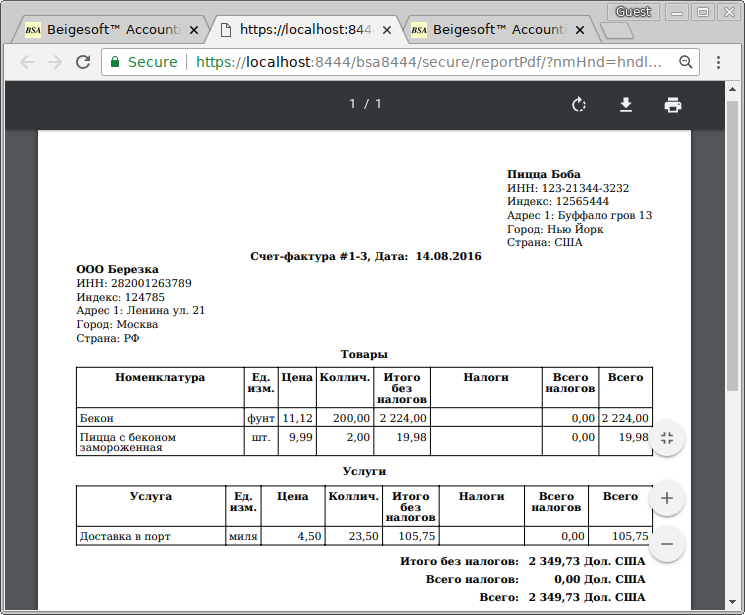 Guest
BSA Beigesoft™ Account
https://localhost:844
BSA Beigesoft™ Account
Secure https://localhost:8444/bsa8444/secure/reportPdf/?nmHnd=hndl...
1 / 1
Пицца Боба
ИНН: 123-21344-3232
Индекс: 12565444
Адрес 1: Буффало гров 13
Город: Нью Йорк
Страна: США
Счет-фактура #1-3, Дата: 14.08.2016
ООО Березка
ИНН: 282001263789
Индекс: 124785
Адрес 1: Ленина ул. 21
Город: Москва
Страна: РФ
Товары
Номенклатура Ед. изм. Цена Коллич. Итого без налогов Налоги Всего налогов Всего
Бекон фунт 11,12 200,00 2 224,00 0,00 2 224,00
Пицца с беконом замороженная шт. 9,99 2,00 19,98 0,00 19,98
Услуги
Услуга Ед. изм. Цена Коллич. Итого без налогов Налоги Всего налогов Всего
Доставка в порт миля 4,50 23,50 105,75 0,00 105,75
Итого без налогов: 2 349,73 Дол. США
Всего налогов: 0,00 Дол. США
Всего: 2 349,73 Дол. США